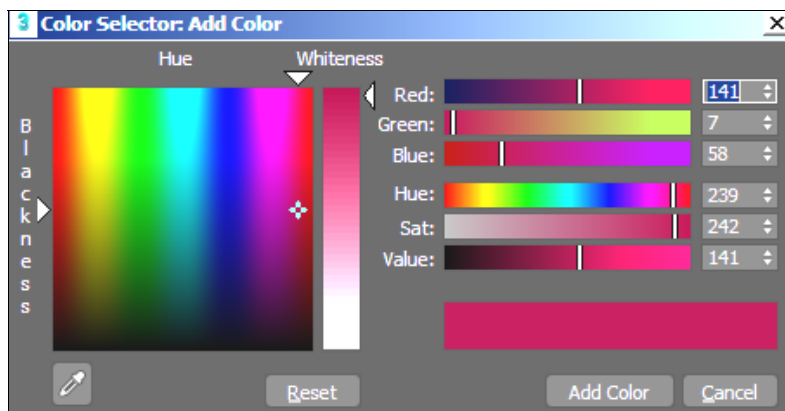 3 Color Selector: Add Color X
Hue Whiteness
Blackness
Red: 141
Green: 7
Blue: 58
Hue: 239
Sat: 242
Value: 141
Reset Add Color Cancel